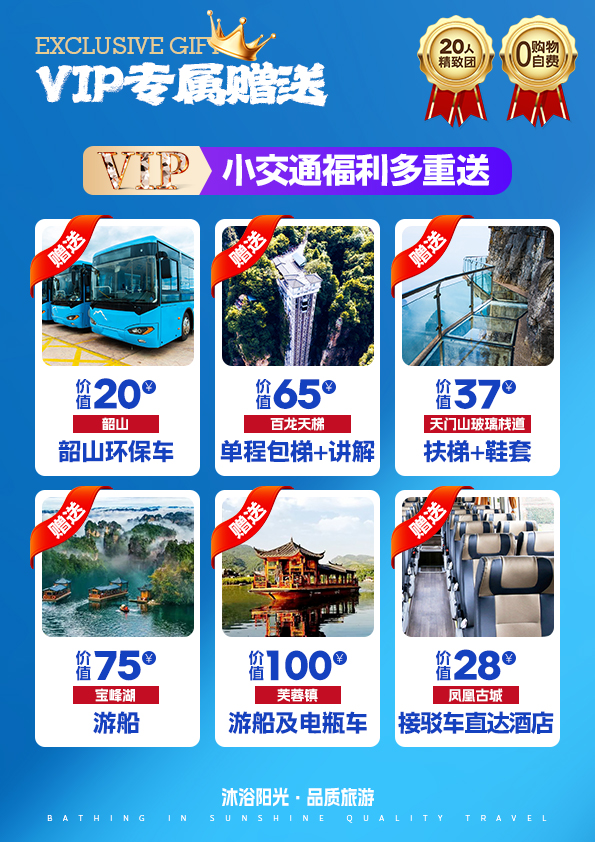 EXCLUSIVE GIF
VIP专属赠送
20人
精致团
0购物
自费
VIP 小交通福利多重送
赠送
价值20¥
韶山
韶山环保车
赠送
价值65¥
百龙天梯
单程包梯+讲解
赠送
价值37¥
天门山玻璃栈道
扶梯+鞋套
赠送
价值75¥
宝峰湖
游船
赠送
价值100¥
芙蓉镇
游船及电瓶车
赠送
价值28¥
凤凰古城
接驳车直达酒店
沐浴阳光·品质旅游
BATHING IN SUNSHINE QUALITY TRAVEL